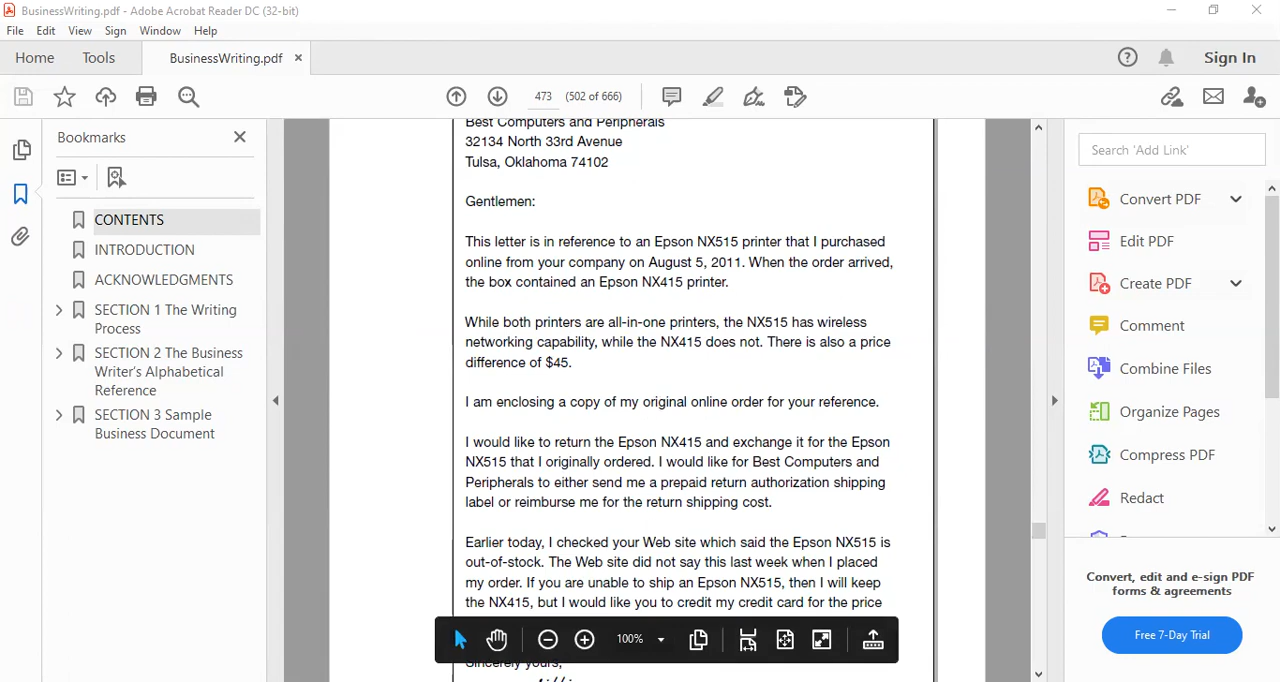 BusinessWriting.pdf - Adobe Acrobat Reader DC (32-bit)
File Edit View Sign Window Help
Home Tools BusinessWriting.pdf × Sign In
473 (502 of 666)
Bookmarks
CONTENTS
INTRODUCTION
ACKNOWLEDGMENTS
SECTION 1 The Writing
Process
SECTION 2 The Business
Writer's Alphabetical
Reference
SECTION 3 Sample
Business Document
Best Computers and Peripherals
32134 North 33rd Avenue
Tulsa, Oklahoma 74102
Gentlemen:
This letter is in reference to an Epson NX515 printer that I purchased
online from your company on August 5, 2011. When the order arrived,
the box contained an Epson NX415 printer.
While both printers are all-in-one printers, the NX515 has wireless
networking capability, while the NX415 does not. There is also a price
difference of $45.
I am enclosing a copy of my original online order for your reference.
I would like to return the Epson NX415 and exchange it for the Epson
NX515 that I originally ordered. I would like for Best Computers and
Peripherals to either send me a prepaid return authorization shipping
label or reimburse me for the return shipping cost.
Earlier today, I checked your Web site which said the Epson NX515 is
out-of-stock. The Web site did not say this last week when I placed
my order. If you are unable to ship an Epson NX515, then I will keep
the NX415, but I would like you to credit my credit card for the price
100%
Sincerely yours,
Search 'Add Link'
Convert PDF
Edit PDF
Create PDF
Comment
Combine Files
Organize Pages
Compress PDF
Redact
Convert, edit and e-sign PDF
forms & agreements
Free 7-Day Trial